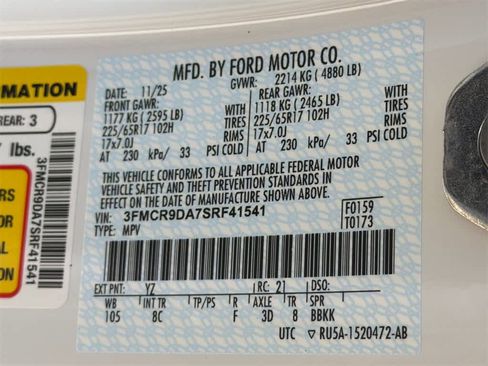 MFD. BY FORD MOTOR CO.
DATE: 11/25 GVWR: 2214 KG ( 4880 LB)
FRONT GAWR: REAR GAWR:
1177 KG ( 2595 LB) 1118 KG ( 2465 LB)
225/65R17 102H TIRES 225/65R17 102H TIRES
17x7.0J RIMS 17x7.0J RIMS
AT 230 kPa/ 33 PSI COLD AT 230 kPa/ 33 PSI COLD
THIS VEHICLE CONFORMS TO ALL APPLICABLE FEDERAL MOTOR
VEHICLE SAFETY AND THEFT PREVENTION STANDARDS IN EFFECT ON
THE DATE OF MANUFACTURE SHOWN ABOVE.
VIN: 3FMCR9DA7SRF41541 F0159
TYPE: MPV T0173
EXT PNT: YZ RC: 21 DSO:
WB INT TR TP/PS R AXLE TR SPR
105 8C F 3D 8 BBKK
UTC RU5A-1520472-AB
REAR: 3
lbs.
3FMCR9DA7SRF41541